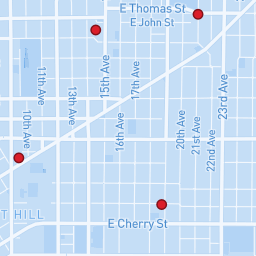 E Thomas St
E John St
11th Ave
10th Ave
13th Ave
15th Ave
17th Ave
16th Ave
20th Ave
21st Ave
22nd Ave
23rd Ave
T HILL
E Cherry St